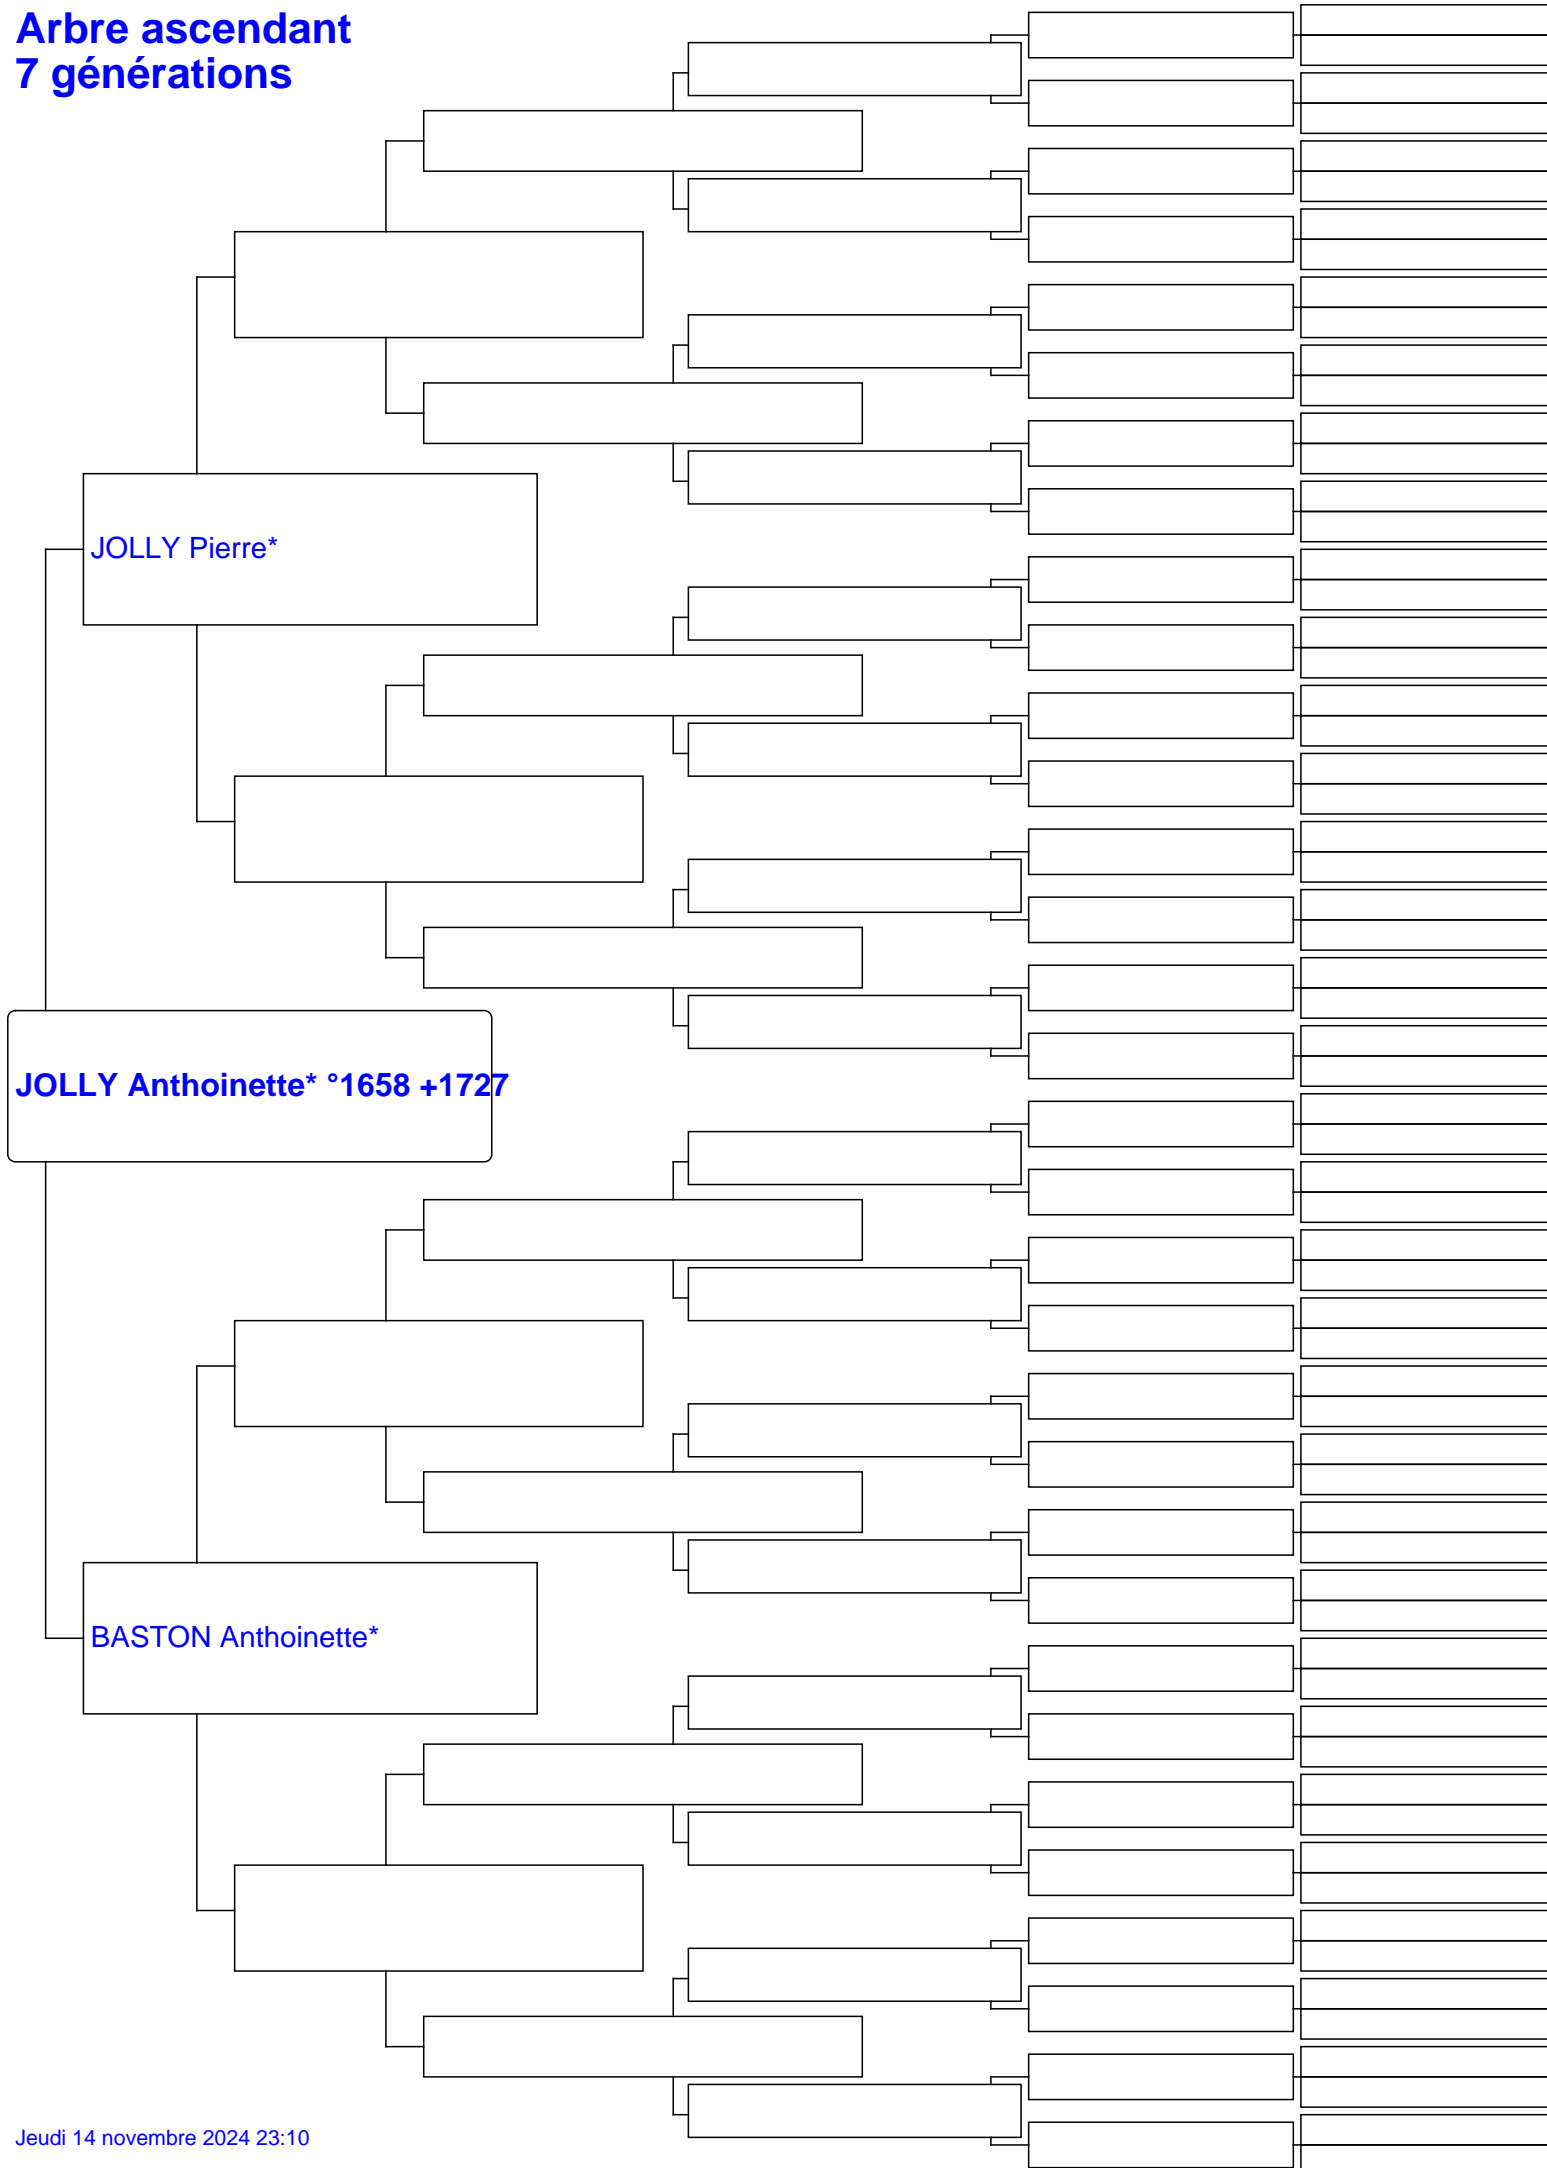 Arbre ascendant
7 générations
JOLLY Pierre*
JOLLY Anthoinette* °1658 +1727
BASTON Anthoinette*
Jeudi 14 novembre 2024 23:10